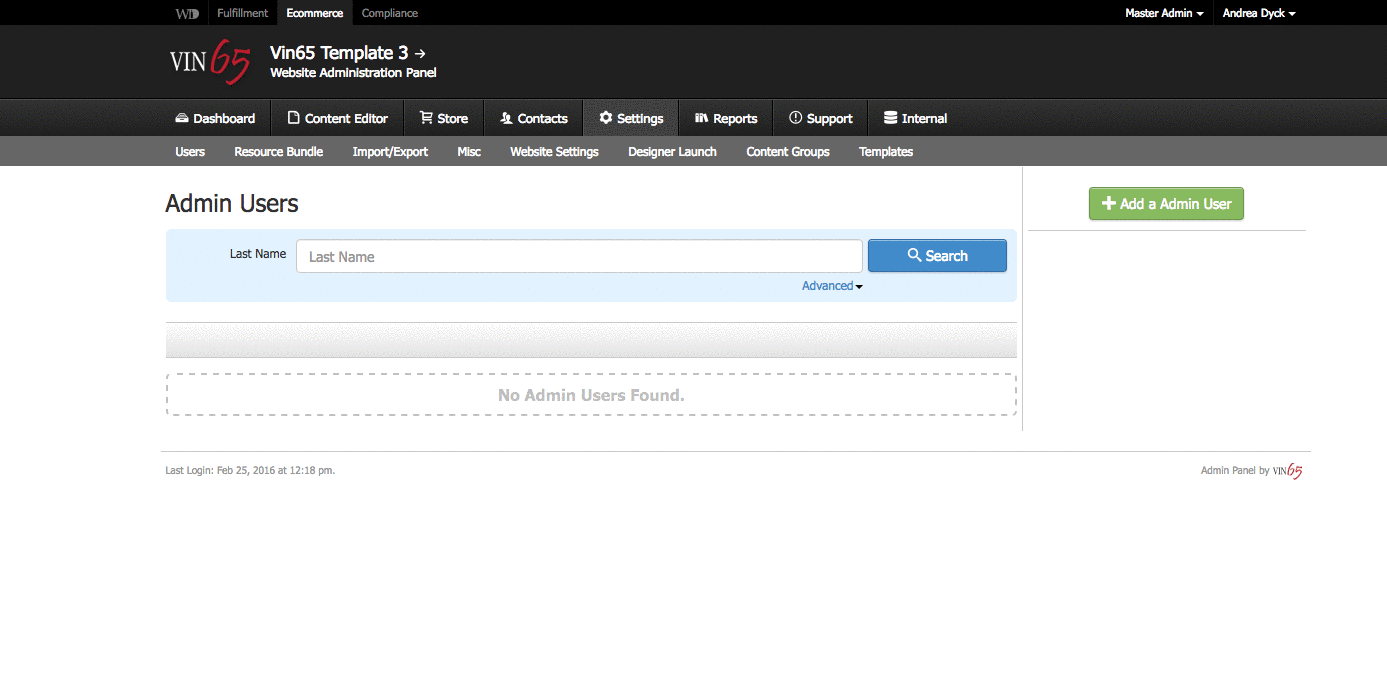 WD Fulfillment Ecommerce Compliance Master Admin Andrea Dyck
VIN65 Vin65 Template 3 →
Website Administration Panel
Dashboard Content Editor Store Contacts Settings Reports Support Internal
Users Resource Bundle Import/Export Misc Website Settings Designer Launch Content Groups Templates
Admin Users
Add a Admin User
Last Name Last Name Search
Advanced
No Admin Users Found.
Last Login: Feb 25, 2016 at 12:18 pm. Admin Panel by VIN65